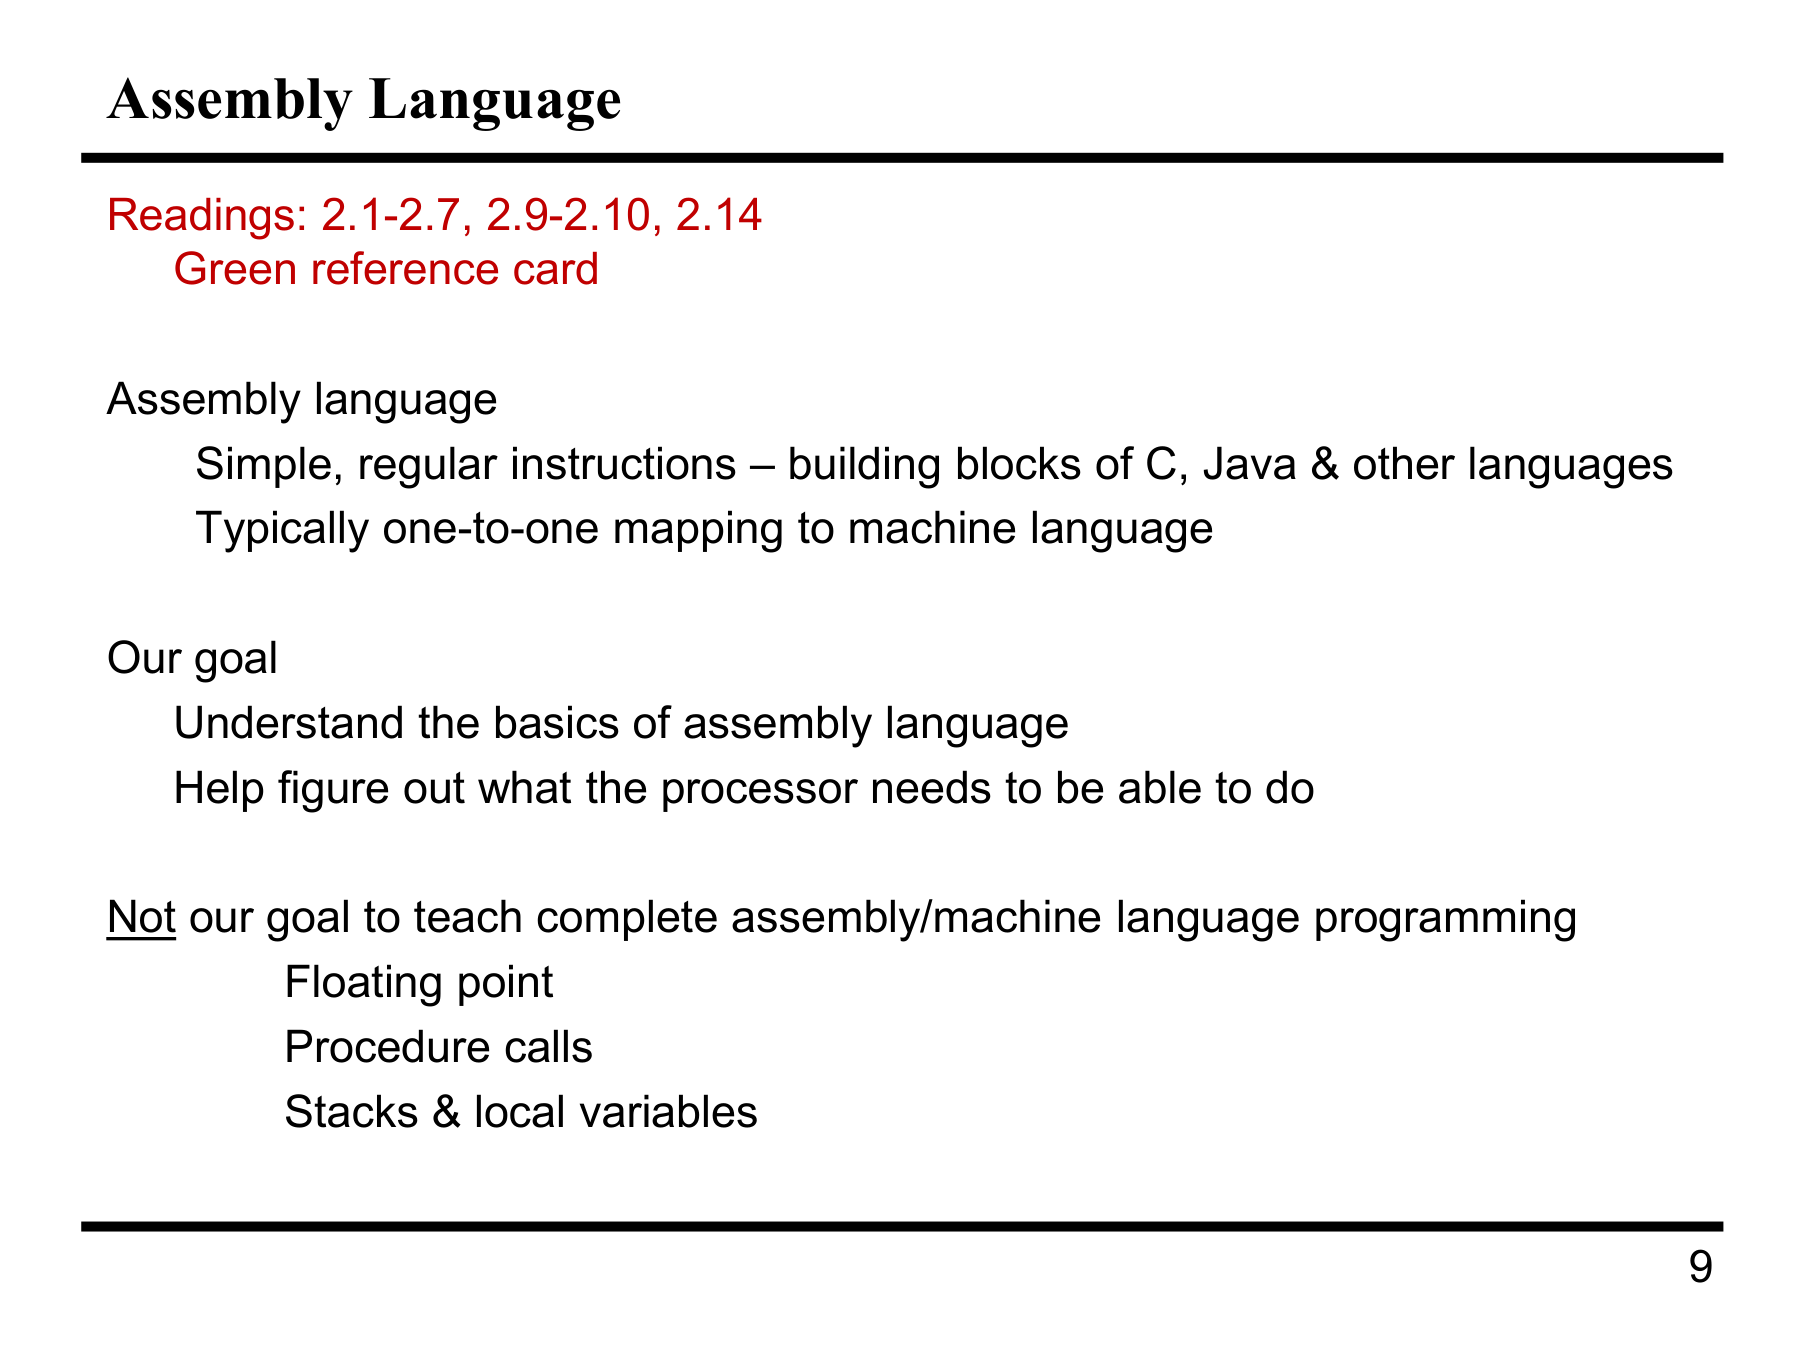 Assembly Language
Readings: 2.1-2.7, 2.9-2.10, 2.14
Green reference card
Assembly language
Simple, regular instructions – building blocks of C, Java & other languages
Typically one-to-one mapping to machine language
Our goal
Understand the basics of assembly language
Help figure out what the processor needs to be able to do
Not our goal to teach complete assembly/machine language programming
Floating point
Procedure calls
Stacks & local variables
9